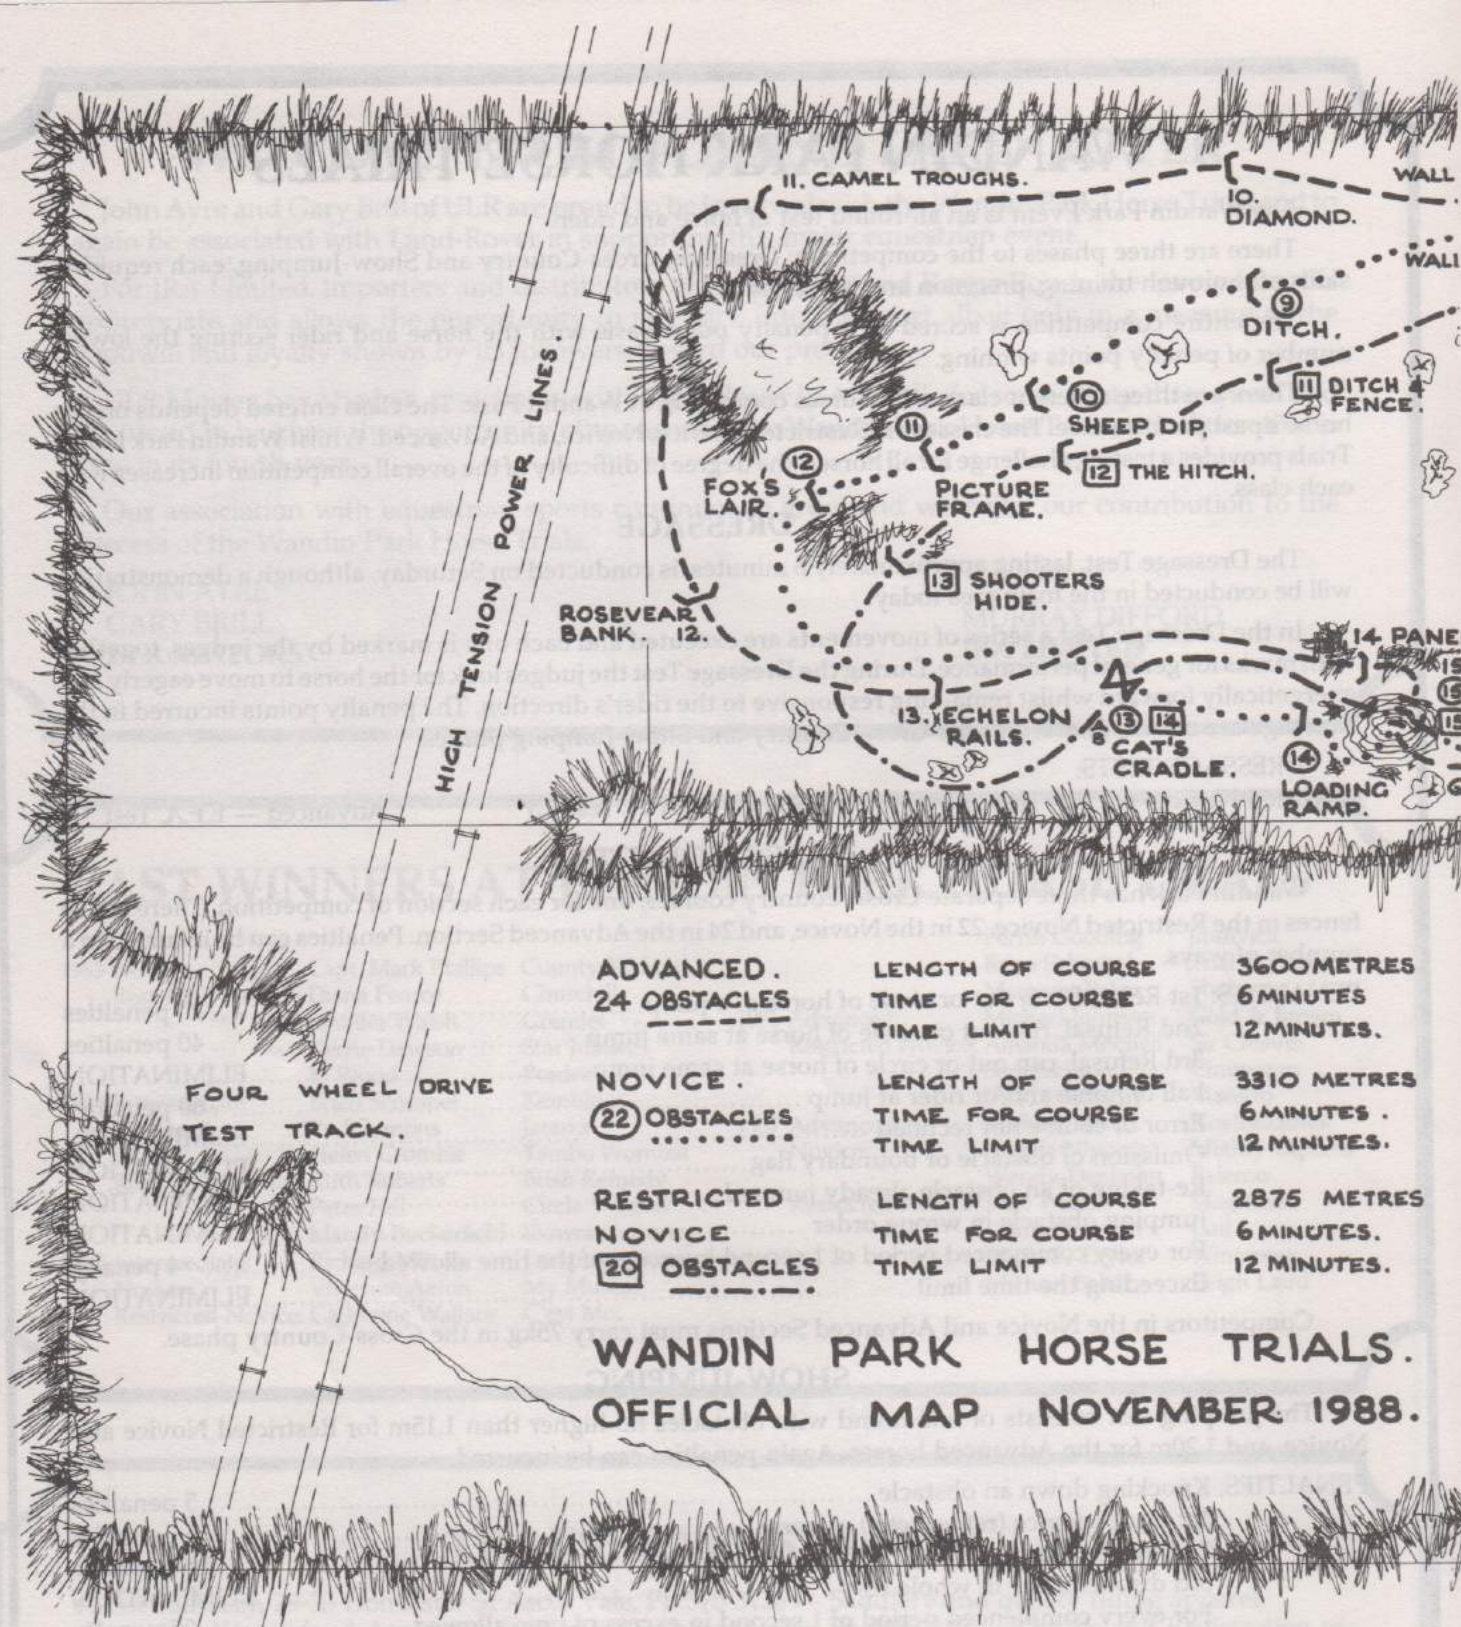 11. CAMEL TROUGHS.
10.
DIAMOND.
WALL
WALL
⑨
DITCH.
11 DITCH &
FENCE.
⑩
SHEEP DIP.
⑪
12 THE HITCH.
⑫
FOX'S
LAIR.
PICTURE
FRAME.
13 SHOOTERS
HIDE.
HIGH TENSION POWER LINES.
ROSEVEAR
BANK. 12.
14 PANE
13. ECHELON
RAILS.
A
B
⑬ 14
CAT'S
CRADLE.
⑭
LOADING
RAMP.
15
⑮
15
ADVANCED.
24 OBSTACLES
LENGTH OF COURSE 3600 METRES
TIME FOR COURSE 6 MINUTES
TIME LIMIT 12 MINUTES.
NOVICE.
㉒ OBSTACLES
LENGTH OF COURSE 3310 METRES
TIME FOR COURSE 6 MINUTES.
TIME LIMIT 12 MINUTES.
RESTRICTED
NOVICE
20 OBSTACLES
LENGTH OF COURSE 2875 METRES
TIME FOR COURSE 6 MINUTES.
TIME LIMIT 12 MINUTES.
FOUR WHEEL DRIVE
TEST TRACK.
WANDIN PARK HORSE TRIALS.
OFFICIAL MAP NOVEMBER 1988.